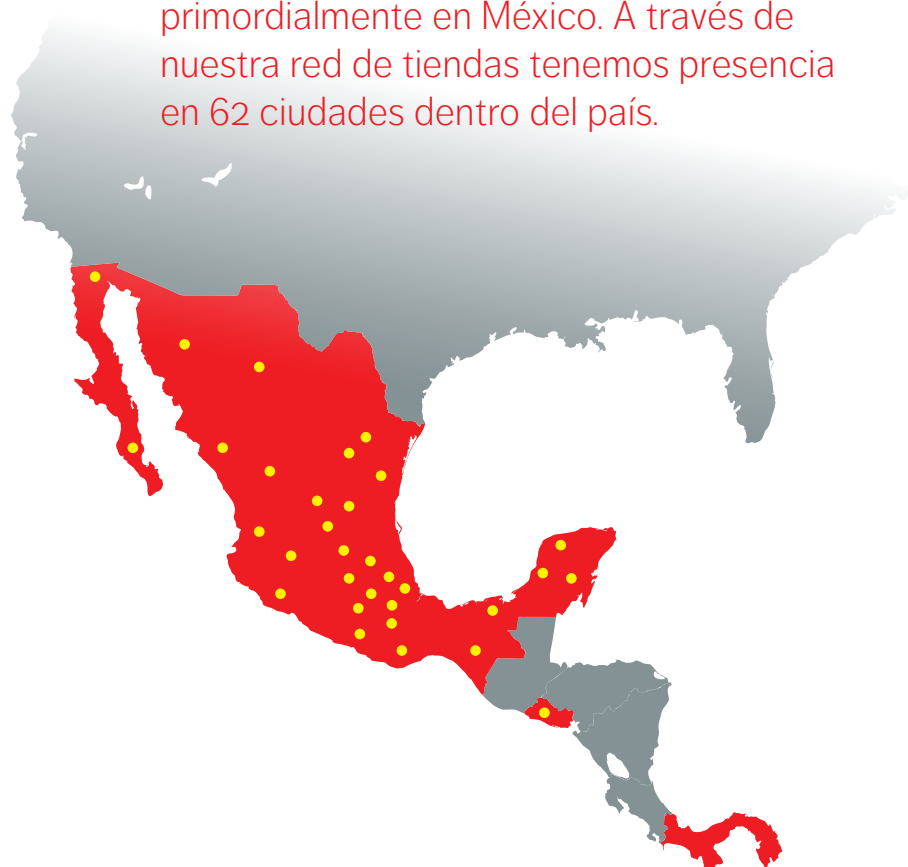 primordialmente en México. A través de
nuestra red de tiendas tenemos presencia
en 62 ciudades dentro del país.